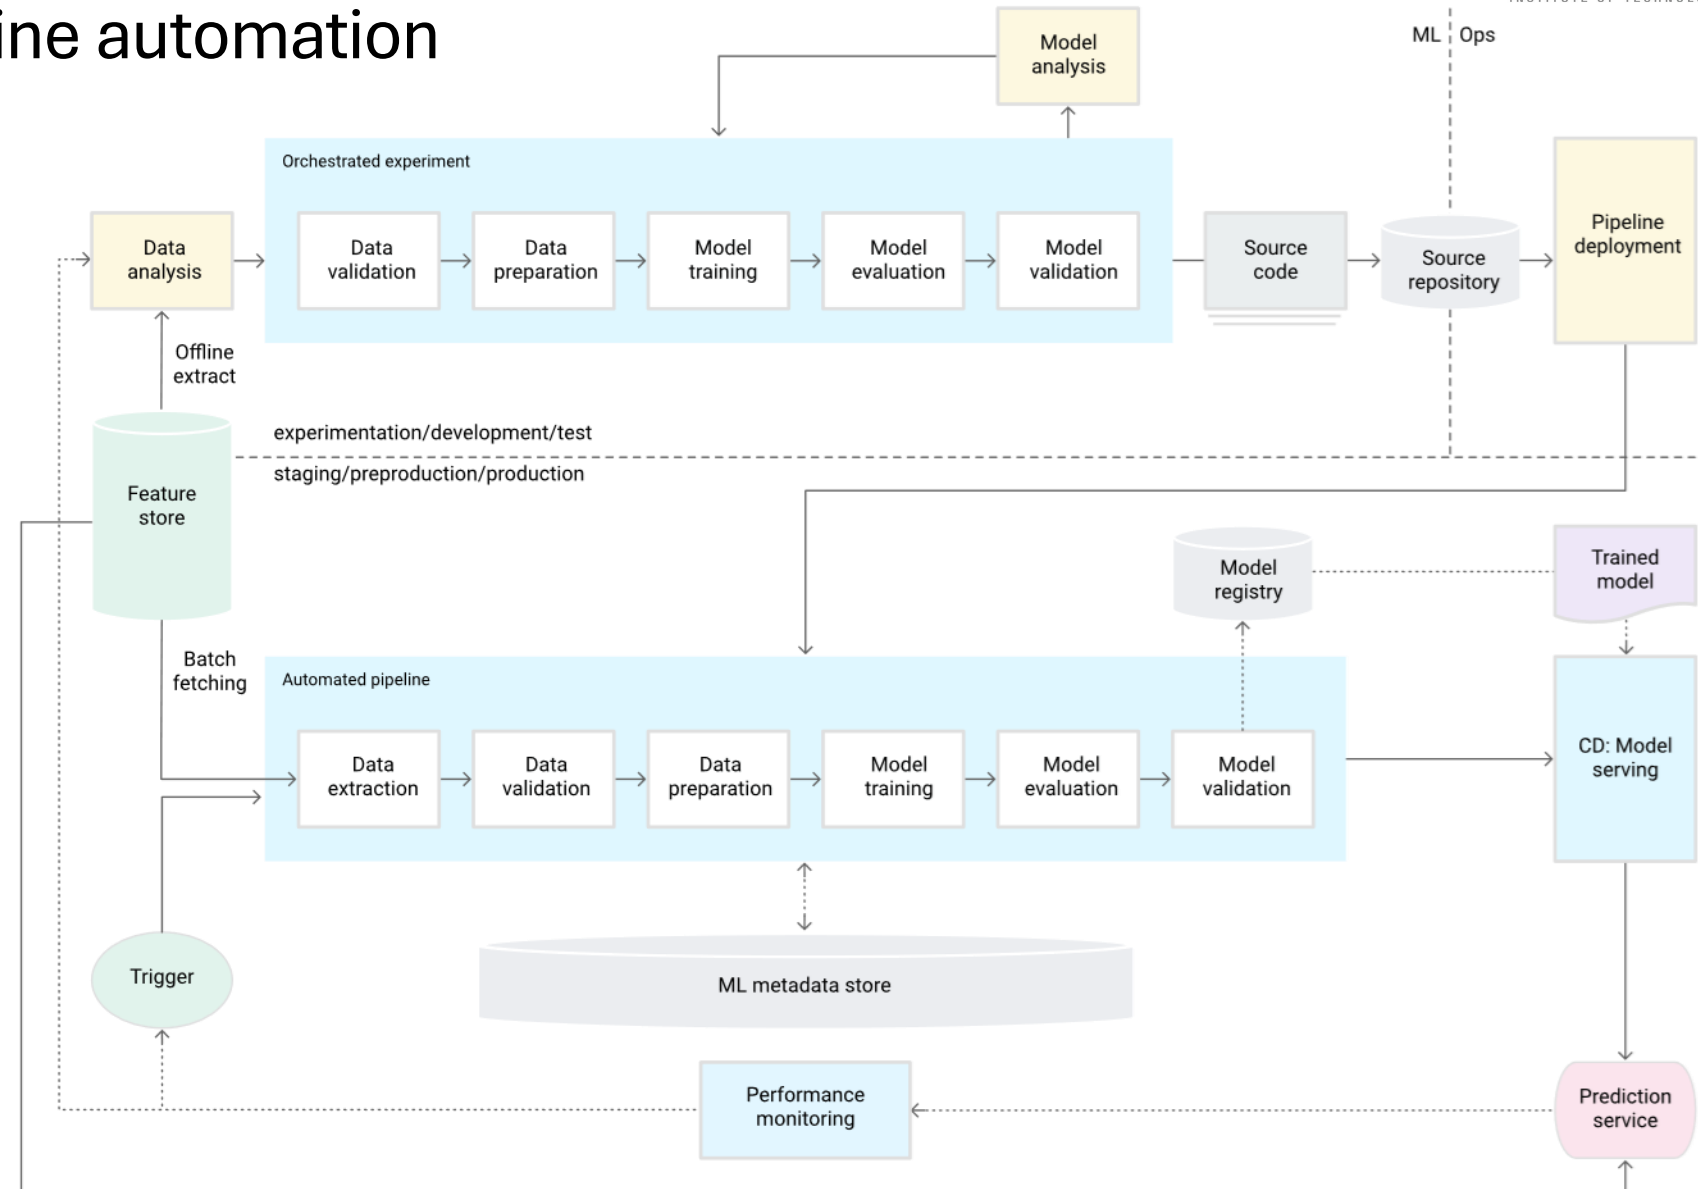 ine automation
INSTITUTE OF TECHNOL
ML
Ops
Model
analysis
Orchestrated experiment
Data
analysis
Data
validation
Data
preparation
Model
training
Model
evaluation
Model
validation
Source
code
Source
repository
Pipeline
deployment
Offline
extract
experimentation/development/test
staging/preproduction/production
Feature
store
Model
registry
Trained
model
Batch
fetching
Automated pipeline
Data
extraction
Data
validation
Data
preparation
Model
training
Model
evaluation
Model
validation
CD: Model
serving
Trigger
ML metadata store
Performance
monitoring
Prediction
service